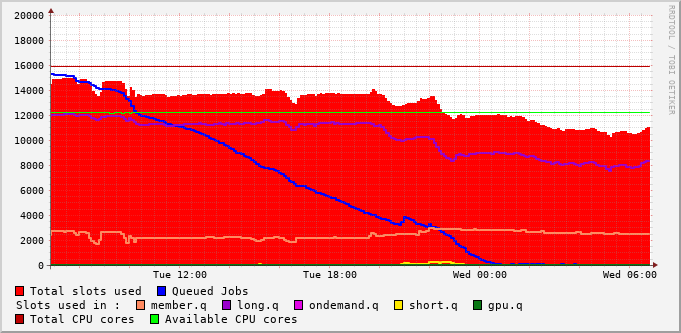 20000
18000
16000
14000
12000
10000
8000
6000
4000
2000
0
Tue 12:00 Tue 18:00 Wed 00:00 Wed 06:00
RRDTOOL / TOBI OETIKER
Total slots used Queued Jobs
Slots used in : member.q long.q ondemand.q short.q gpu.q
Total CPU cores Available CPU cores